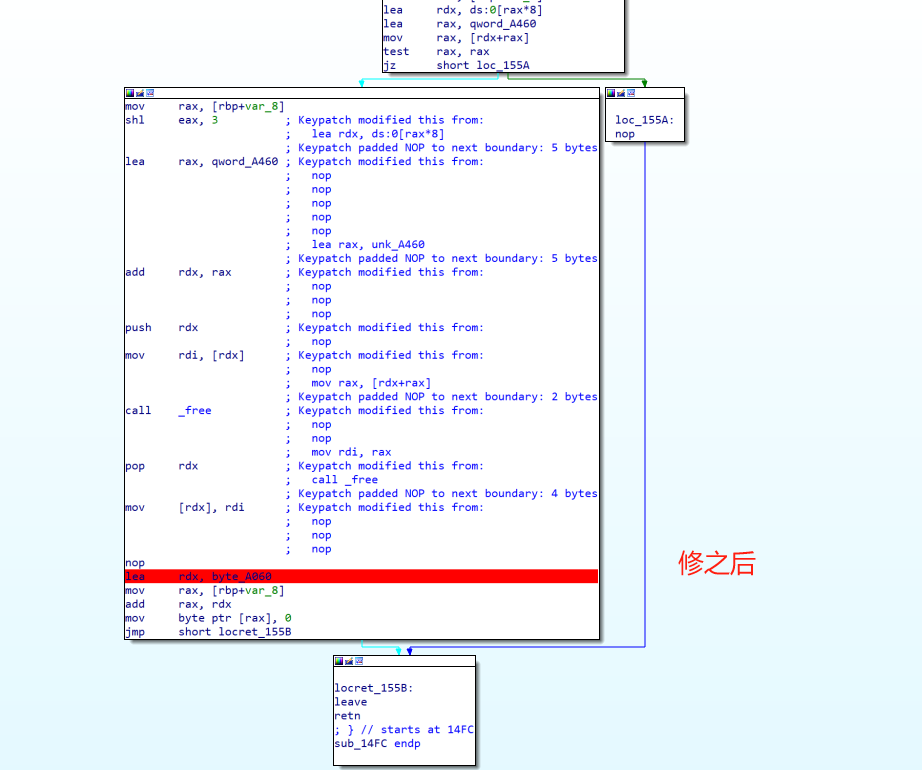 lea rdx, ds:0[rax*8]
lea rax, qword_A460
mov rax, [rdx+rax]
test rax, rax
jz short loc_155A
mov rax, [rbp+var_8]
shl eax, 3 ; Keypatch modified this from:
; lea rdx, ds:0[rax*8]
; Keypatch padded NOP to next boundary: 5 bytes
lea rax, qword_A460 ; Keypatch modified this from:
; nop
; nop
; nop
; nop
; nop
; lea rax, unk_A460
; Keypatch padded NOP to next boundary: 5 bytes
add rdx, rax ; Keypatch modified this from:
; nop
; nop
; nop
push rdx ; Keypatch modified this from:
; nop
mov rdi, [rdx] ; Keypatch modified this from:
; nop
; mov rax, [rdx+rax]
; Keypatch padded NOP to next boundary: 2 bytes
call _free ; Keypatch modified this from:
; nop
; nop
; mov rdi, rax
pop rdx ; Keypatch modified this from:
; call _free
; Keypatch padded NOP to next boundary: 4 bytes
mov [rdx], rdi ; Keypatch modified this from:
; nop
; nop
; nop
nop
lea rdx, byte_A060
mov rax, [rbp+var_8]
add rax, rdx
mov byte ptr [rax], 0
jmp short locret_155B
loc_155A:
nop
修之后
locret_155B:
leave
retn
; } // starts at 14FC
sub_14FC endp